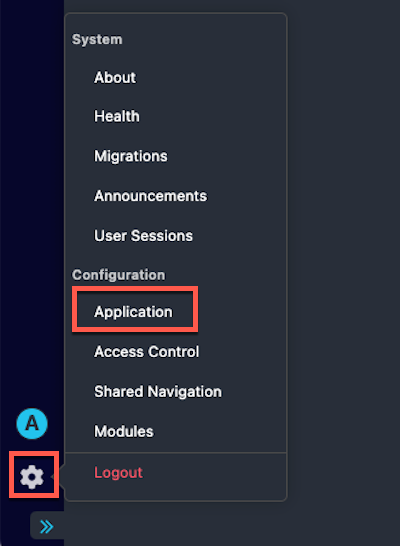 System
About
Health
Migrations
Announcements
User Sessions
Configuration
Application
Access Control
Shared Navigation
Modules
A
Logout